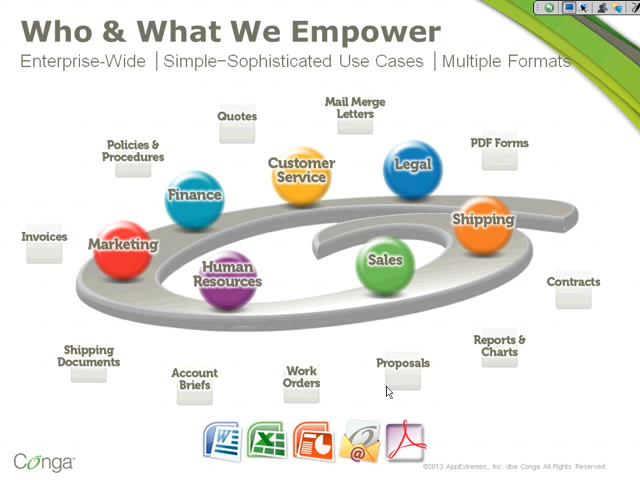 Who & What We Empower
Enterprise-Wide | Simple–Sophisticated Use Cases | Multiple Formats
Mail Merge
Letters
Quotes
Policies &
Procedures
PDF Forms
Customer
Service
Legal
Finance
Shipping
Invoices
Marketing
Human
Resources
Sales
Contracts
Shipping
Documents
Account
Briefs
Work
Orders
Proposals
Reports &
Charts
Conga™
©2013 AppExtremes, Inc. dba Conga. All Rights Reserved.